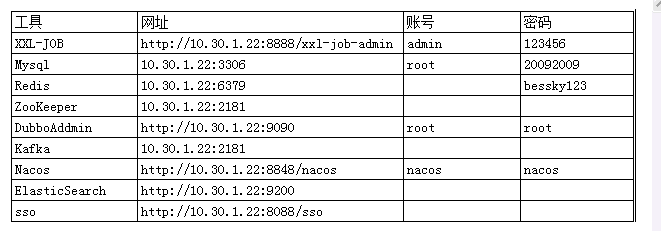 工具 网址 账号 密码
XXL-JOB http://10.30.1.22:8888/xxl-job-admin admin 123456
Mysql 10.30.1.22:3306 root 20092009
Redis 10.30.1.22:6379 bessky123
ZooKeeper 10.30.1.22:2181
DubboAddmin http://10.30.1.22:9090 root root
Kafka 10.30.1.22:2181
Nacos http://10.30.1.22:8848/nacos nacos nacos
ElasticSearch http://10.30.1.22:9200
sso http://10.30.1.22:8088/sso